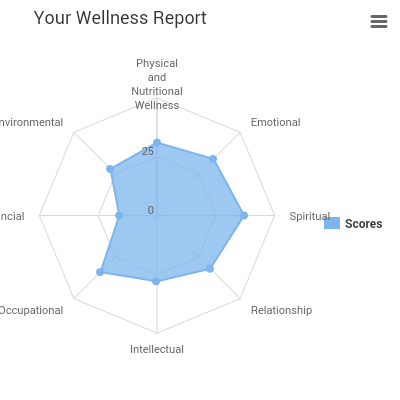 Your Wellness Report
Physical
and
Nutritional
Wellness
nvironmental
Emotional
25
ncial
0
Spiritual
Scores
Occupational
Relationship
Intellectual